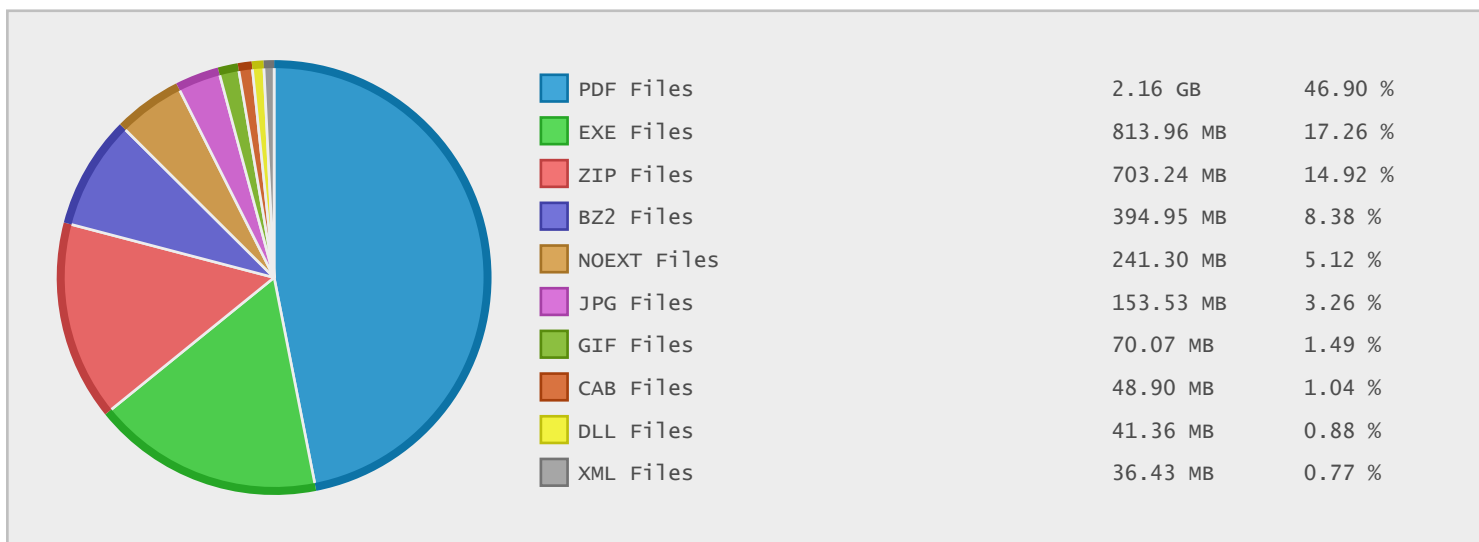 PDF Files 2.16 GB 46.90 %
EXE Files 813.96 MB 17.26 %
ZIP Files 703.24 MB 14.92 %
BZ2 Files 394.95 MB 8.38 %
NOEXT Files 241.30 MB 5.12 %
JPG Files 153.53 MB 3.26 %
GIF Files 70.07 MB 1.49 %
CAB Files 48.90 MB 1.04 %
DLL Files 41.36 MB 0.88 %
XML Files 36.43 MB 0.77 %